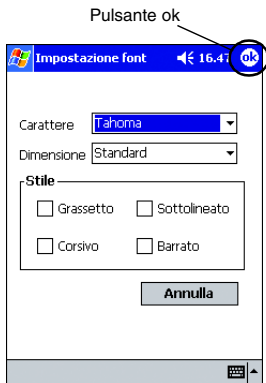 Pulsante ok
Impostazione font 16.47 ok
Carattere Tahoma
Dimensione Standard
Stile
Grassetto Sottolineato
Corsivo Barrato
Annulla